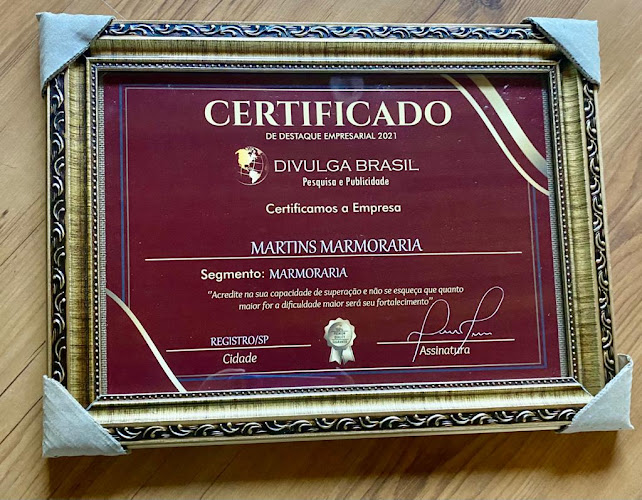 CERTIFICADO
DE DESTAQUE EMPRESARIAL 2021
DIVULGA BRASIL
Pesquisa e Publicidade
Certificamos a Empresa
MARTINS MARMORARIA
Segmento: MARMORARIA
"Acredite na sua capacidade de superação e não se esqueça que quanto
maior for a dificuldade maior será seu fortalecimento"
REGISTRO/SP
Cidade
Assinatura